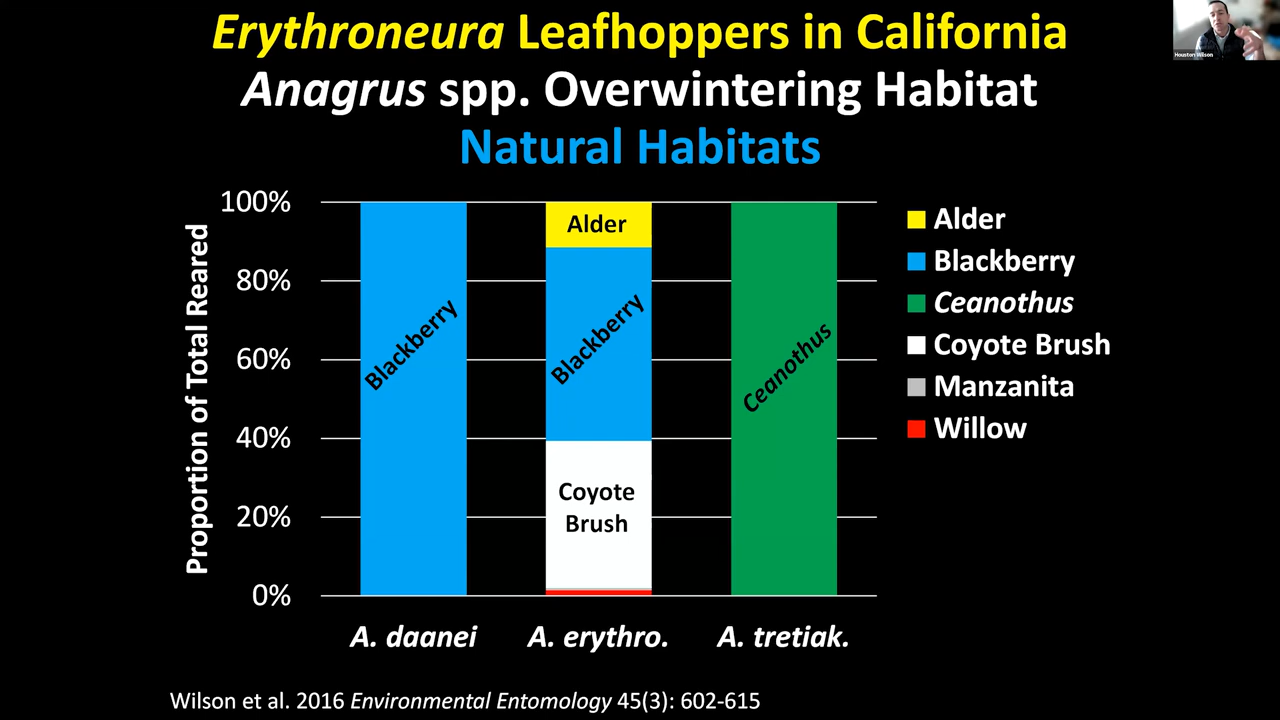 Erythroneura Leafhoppers in California
Anagrus spp. Overwintering Habitat
Natural Habitats
Houston Wilson
Proportion of Total Reared
100%
80%
60%
40%
20%
0%
Blackberry
Alder
Blackberry
Coyote
Brush
Ceanothus
A. daanei
A. erythro.
A. tretiak.
Alder
Blackberry
Ceanothus
Coyote Brush
Manzanita
Willow
Wilson et al. 2016 Environmental Entomology 45(3): 602-615